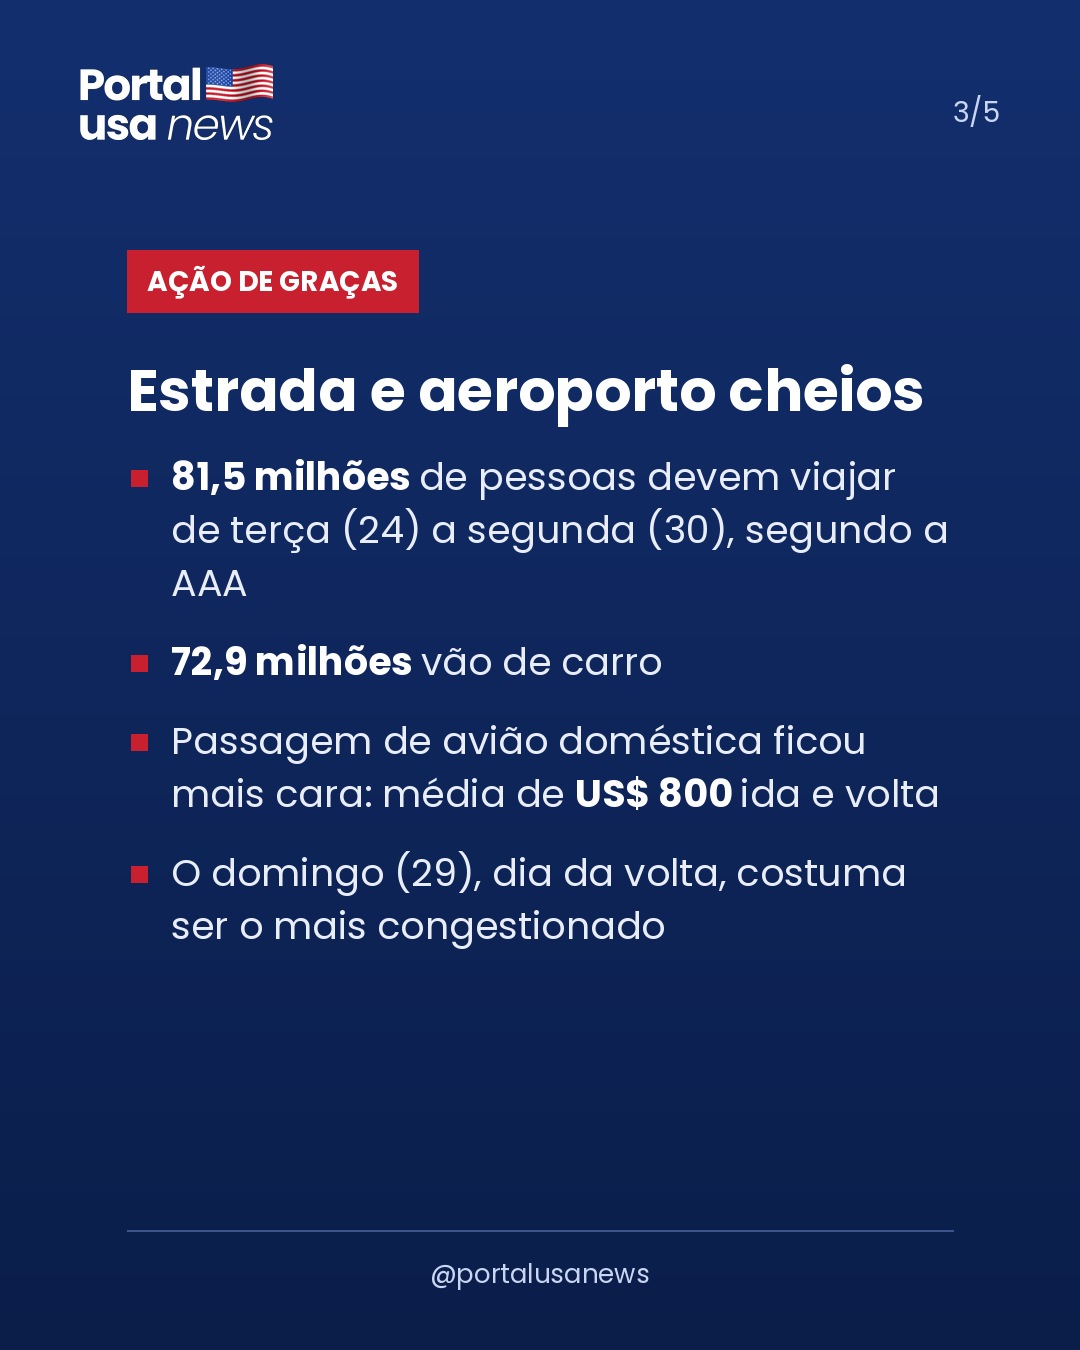 Portal
usa news
3/5
AÇÃO DE GRAÇAS
Estrada e aeroporto cheios
81,5 milhões de pessoas devem viajar
de terça (24) a segunda (30), segundo a
AAA
72,9 milhões vão de carro
Passagem de avião doméstica ficou
mais cara: média de US$ 800 ida e volta
O domingo (29), dia da volta, costuma
ser o mais congestionado
@portalusanews